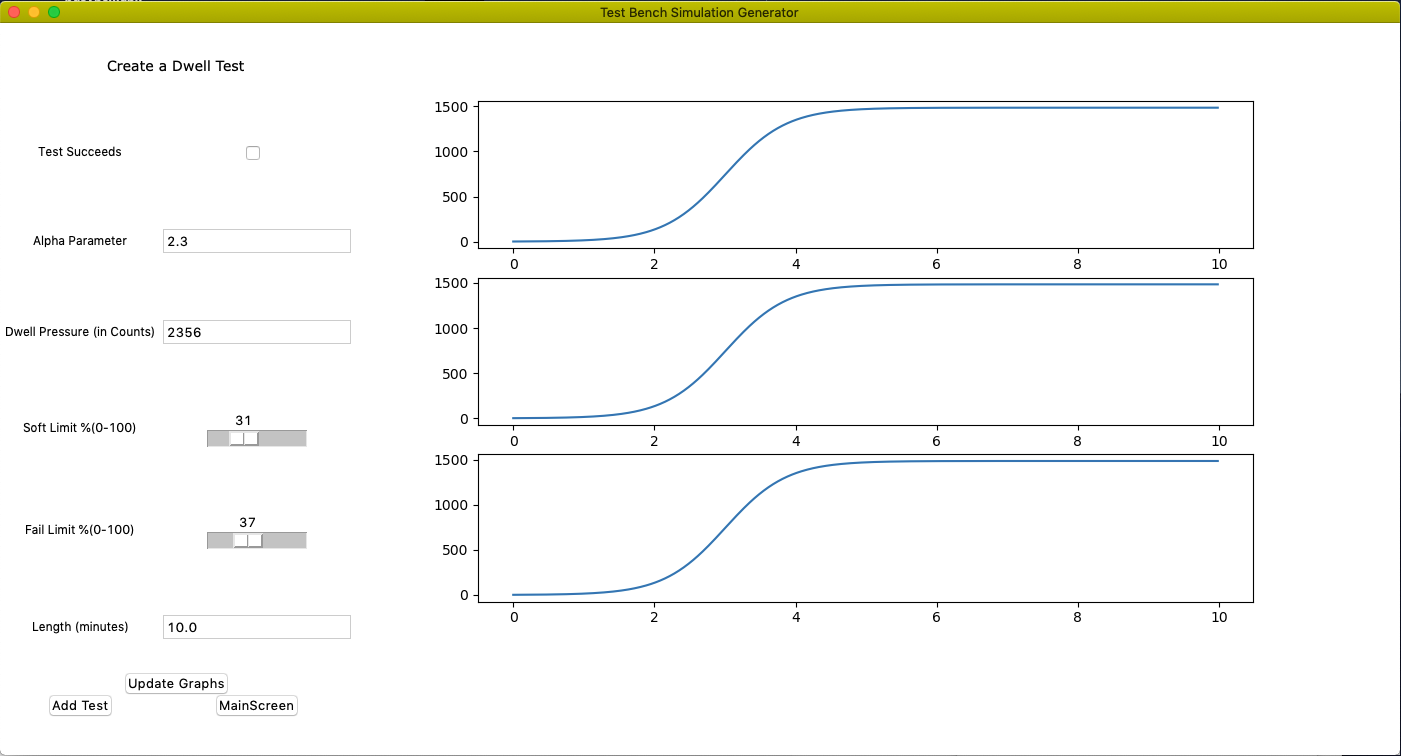 Test Bench Simulation Generator
Create a Dwell Test
Test Succeeds
Alpha Parameter
2.3
Dwell Pressure (in Counts)
2356
Soft Limit %(0-100)
31
Fail Limit %(0-100)
37
Length (minutes)
10.0
Update Graphs
Add Test
MainScreen
1500
1000
500
0
0 2 4 6 8 10
1500
1000
500
0
0 2 4 6 8 10
1500
1000
500
0
0 2 4 6 8 10